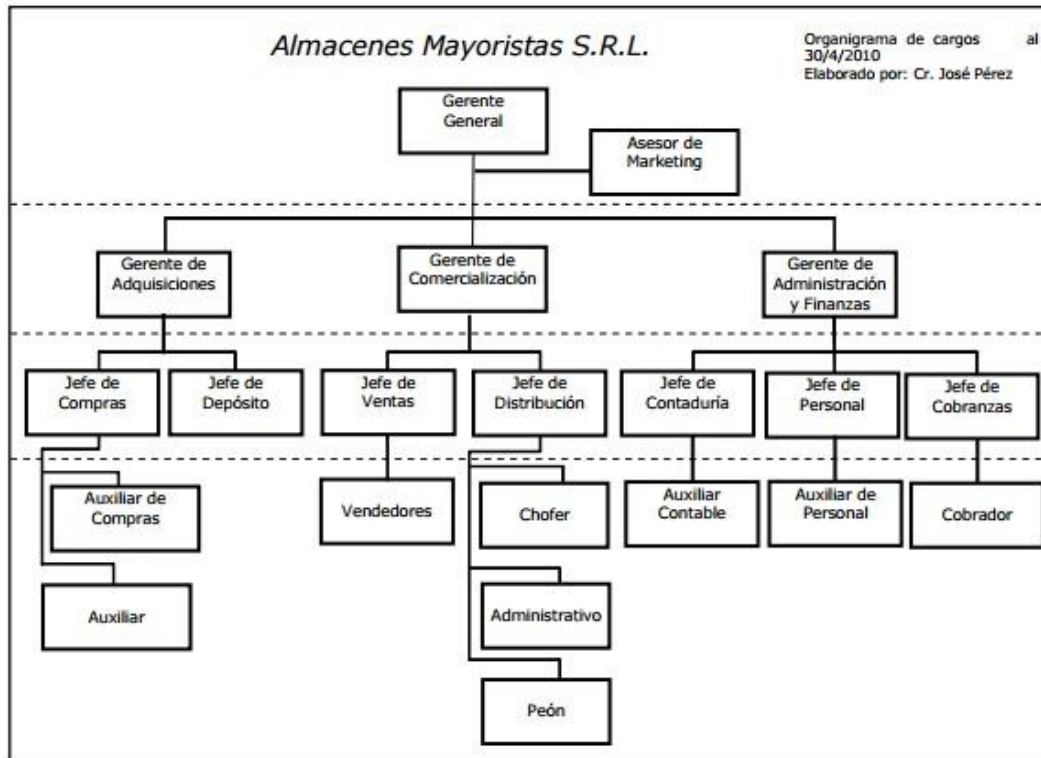 Almacenes Mayoristas S.R.L.
Organigrama de cargos al
30/4/2010
Elaborado por: Cr. José Pérez
Gerente
General
Asesor de
Marketing
Gerente de
Adquisiciones
Gerente de
Comercialización
Gerente de
Administración
y Finanzas
Jefe de
Compras
Jefe de
Depósito
Jefe de
Ventas
Jefe de
Distribución
Jefe de
Contaduría
Jefe de
Personal
Jefe de
Cobranzas
Auxiliar de
Compras
Vendedores
Chofer
Auxiliar
Contable
Auxiliar de
Personal
Cobrador
Auxiliar
Administrativo
Peón